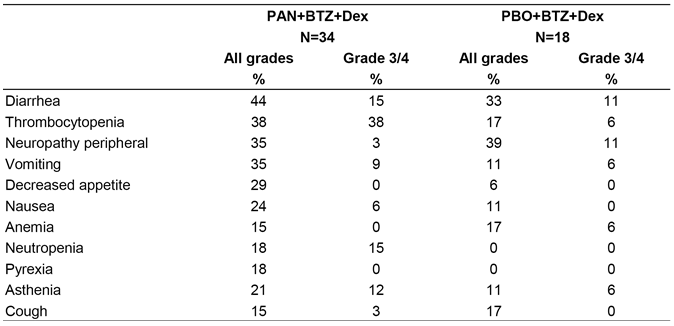 PAN+BTZ+Dex PBO+BTZ+Dex
N=34 N=18
All grades Grade 3/4 All grades Grade 3/4
% % % %
Diarrhea 44 15 33 11
Thrombocytopenia 38 38 17 6
Neuropathy peripheral 35 3 39 11
Vomiting 35 9 11 6
Decreased appetite 29 0 6 0
Nausea 24 6 11 0
Anemia 15 0 17 6
Neutropenia 18 15 0 0
Pyrexia 18 0 0 0
Asthenia 21 12 11 6
Cough 15 3 17 0